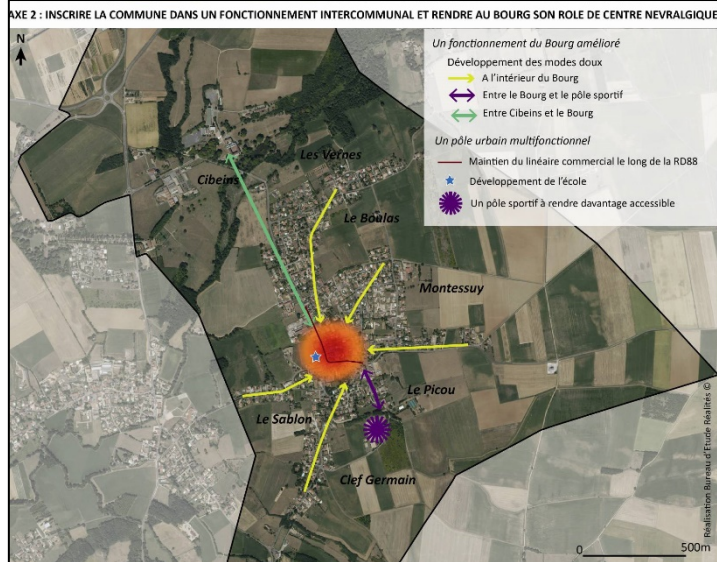 AXE 2 : INSCRIRE LA COMMUNE DANS UN FONCTIONNEMENT INTERCOMMUNAL ET RENDRE AU BOURG SON ROLE DE CENTRE NEVRALGIQUE
N
Un fonctionnement du Bourg amélioré
Développement des modes doux
A l'intérieur du Bourg
Entre le Bourg et le pôle sportif
Entre Cibeins et le Bourg
Un pôle urbain multifonctionnel
Maintien du linéaire commercial le long de la RD88
Développement de l'école
Un pôle sportif à rendre davantage accessible
Les Vernes
Cibeins
Le Boulas
Montessuy
Le Picou
Le Sablon
Clef Germain
Réalisation Bureau d'Etude Réalités ©
0 500m